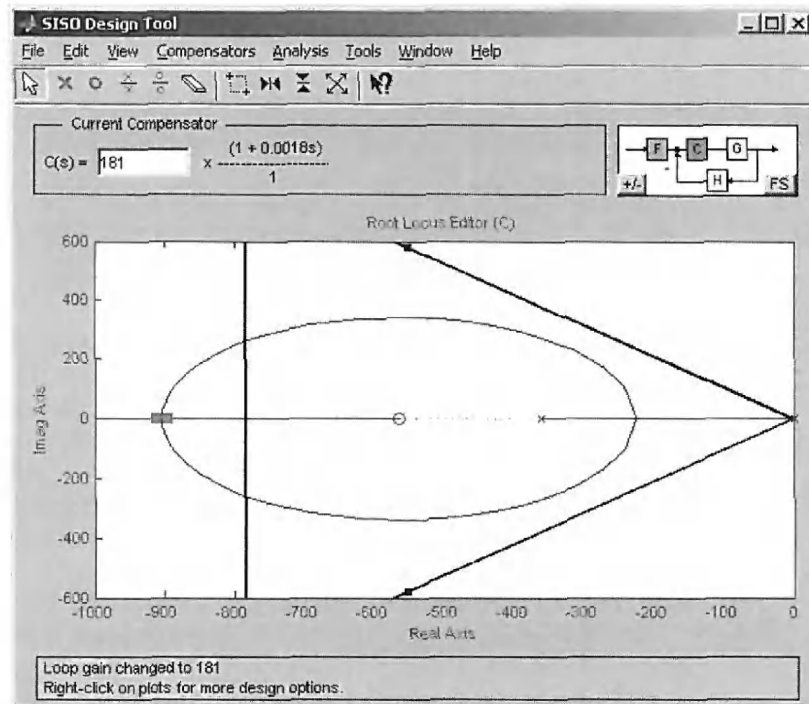 SISO Design Tool
File Edit View Compensators Analysis Tools Window Help
Current Compensator
C(s) = 181 x (1 + 0.0018s)
1
F C G
H
+/- FS
Root Locus Editor (C)
600
400
200
0
-200
-400
-600
Imag Axis
-1000 -900 -800 -700 -600 -500 -400 -300 -200 -100 0
Real Axis
Loop gain changed to 181
Right-click on plots for more design options.